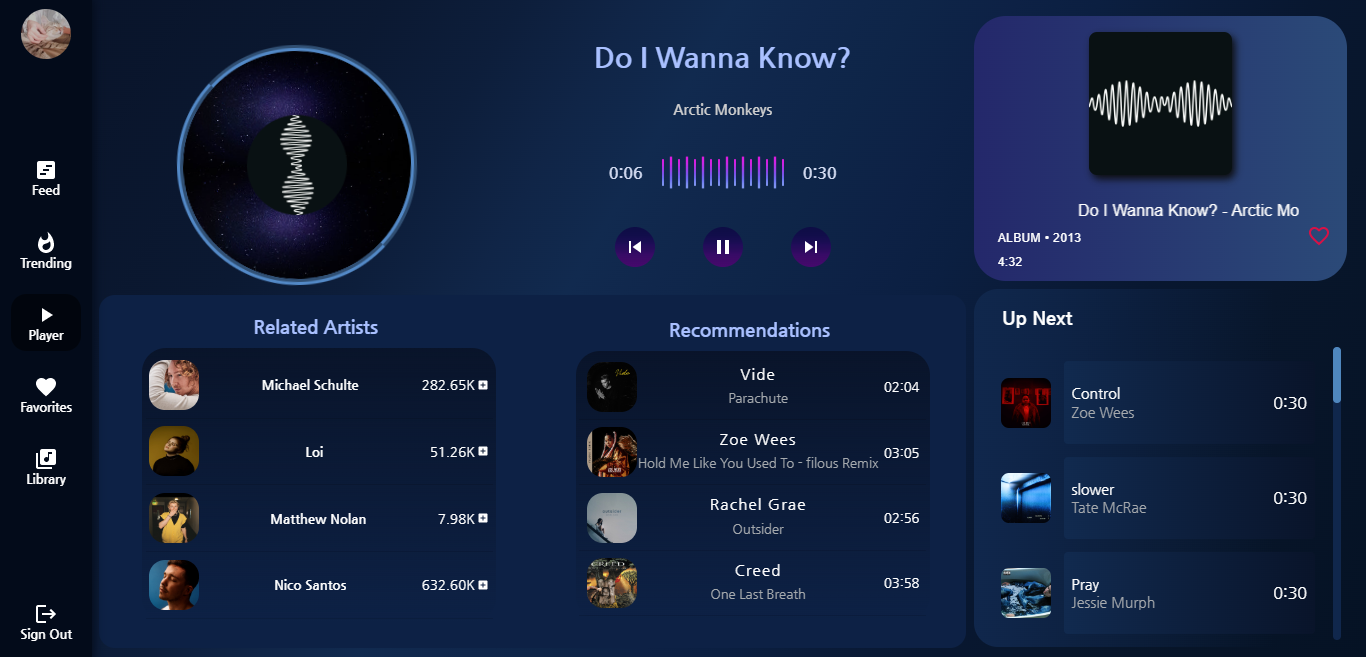 Feed
Trending
Player
Favorites
Library
Sign Out
Do I Wanna Know?
Arctic Monkeys
0:06
0:30
Do I Wanna Know? - Arctic Mo
ALBUM • 2013
4:32
Related Artists
Michael Schulte 282.65K
Loi 51.26K
Matthew Nolan 7.98K
Nico Santos 632.60K
Recommendations
Vide
Parachute
02:04
Zoe Wees
Hold Me Like You Used To - filous Remix
03:05
Rachel Grae
Outsider
02:56
Creed
One Last Breath
03:58
Up Next
Control
Zoe Wees
0:30
slower
Tate McRae
0:30
Pray
Jessie Murph
0:30
Vide
CREED